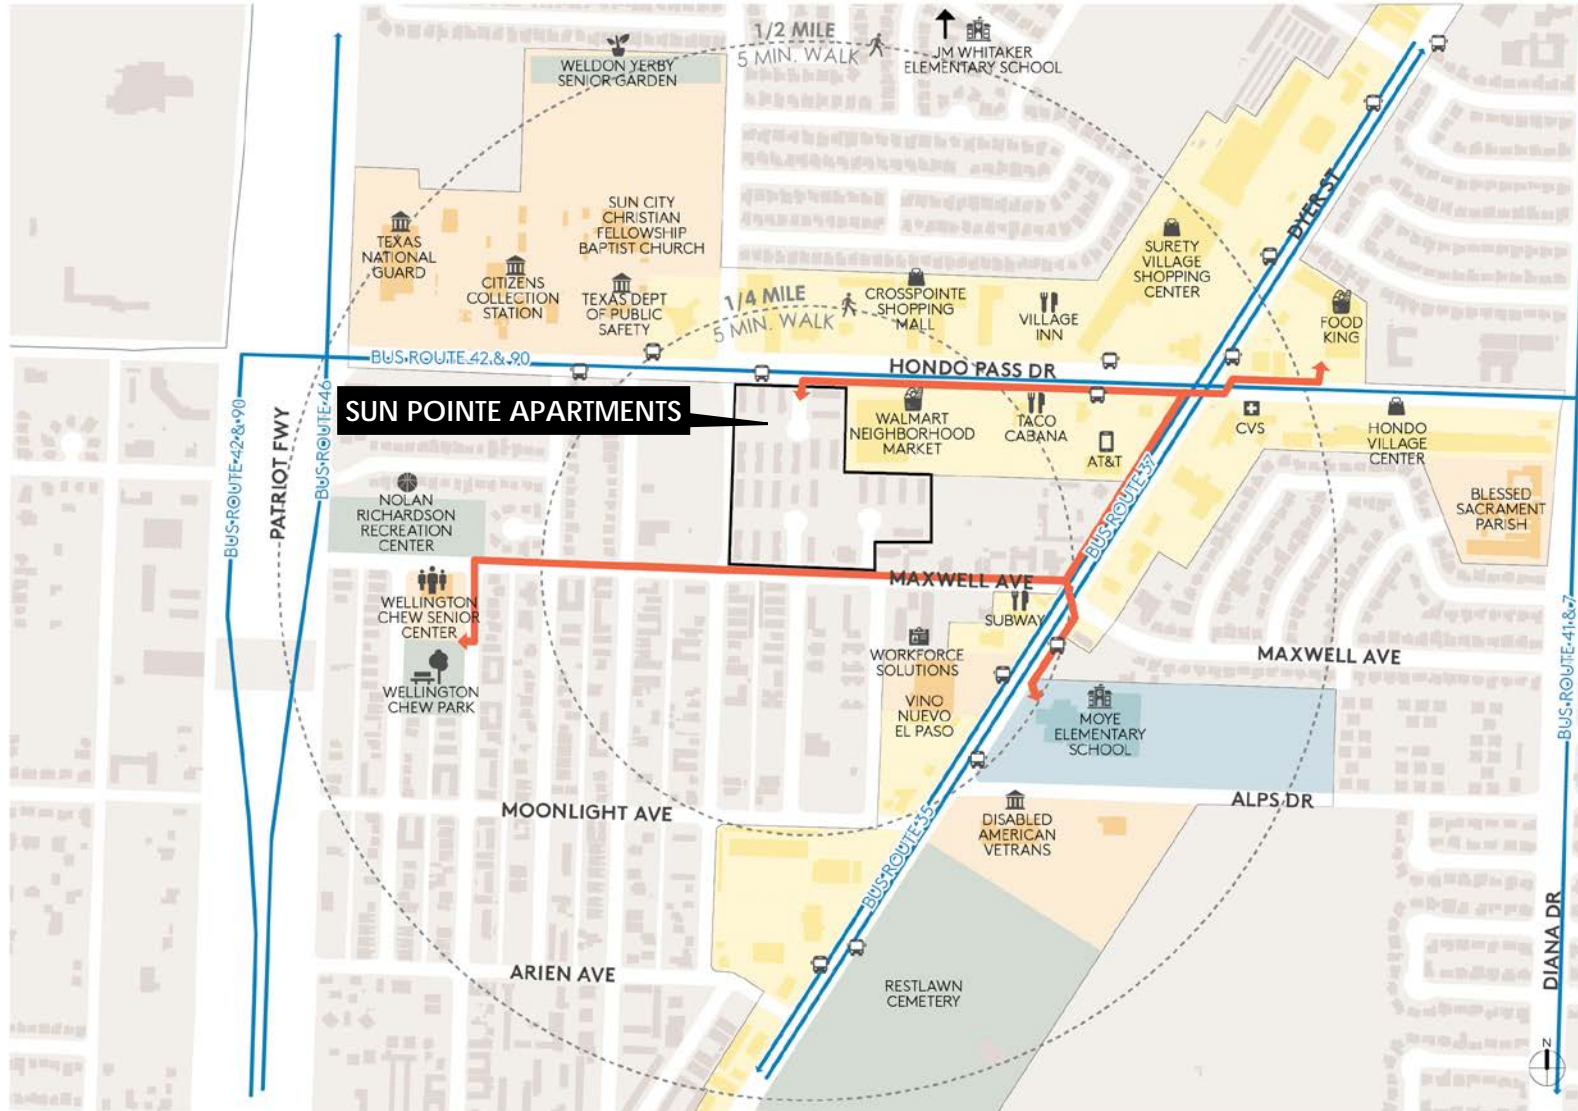 1/2 MILE
5 MIN. WALK
JM WHITAKER
ELEMENTARY SCHOOL
WELDON YERBY
SENIOR GARDEN
DYER ST
SUN CITY
CHRISTIAN
FELLOWSHIP
BAPTIST CHURCH
TEXAS
NATIONAL
GUARD
CITIZENS
COLLECTION
STATION
TEXAS DEPT
OF PUBLIC
SAFETY
1/4 MILE
5 MIN. WALK
CROSSPOINTE
SHOPPING
MALL
VILLAGE
INN
SURETY
VILLAGE
SHOPPING
CENTER
FOOD
KING
BUS ROUTE 42 & 90
HONDO PASS DR
SUN POINTE APARTMENTS
WALMART
NEIGHBORHOOD
MARKET
TACO
CABANA
AT&T
CVS
HONDO
VILLAGE
CENTER
BUS ROUTE 42 & 90
PATRIOT FWY
BUS ROUTE 46
BUS ROUTE 37
NOLAN
RICHARDSON
RECREATION
CENTER
BLESSED
SACRAMENT
PARISH
MAXWELL AVE
WELLINGTON
CHEW SENIOR
CENTER
SUBWAY
WORKFORCE
SOLUTIONS
MAXWELL AVE
BUS ROUTE 41 & 7
WELLINGTON
CHEW PARK
VINO
NUEVO
EL PASO
MOYE
ELEMENTARY
SCHOOL
MOONLIGHT AVE
ALPS DR
BUS ROUTE 35
DISABLED
AMERICAN
VETRANS
ARIEN AVE
RESTLAWN
CEMETERY
DIANA DR
N